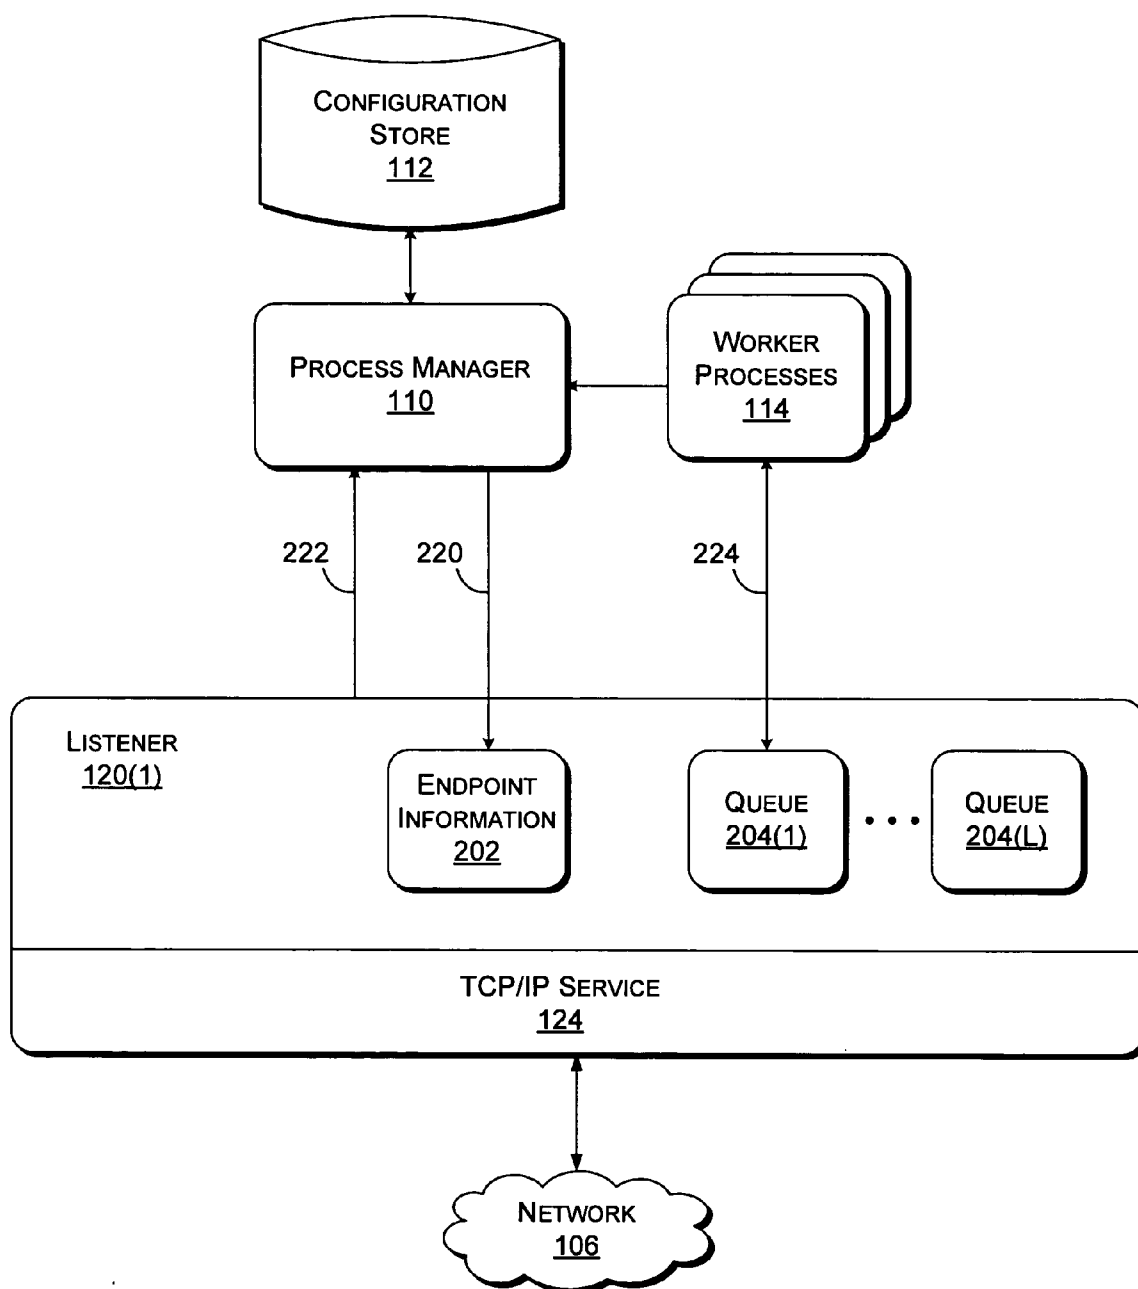 CONFIGURATION
STORE
112
PROCESS MANAGER
110
WORKER
PROCESSES
114
222
220
224
LISTENER
120(1)
ENDPOINT
INFORMATION
202
QUEUE
204(1)
QUEUE
204(L)
TCP/IP SERVICE
124
NETWORK
106